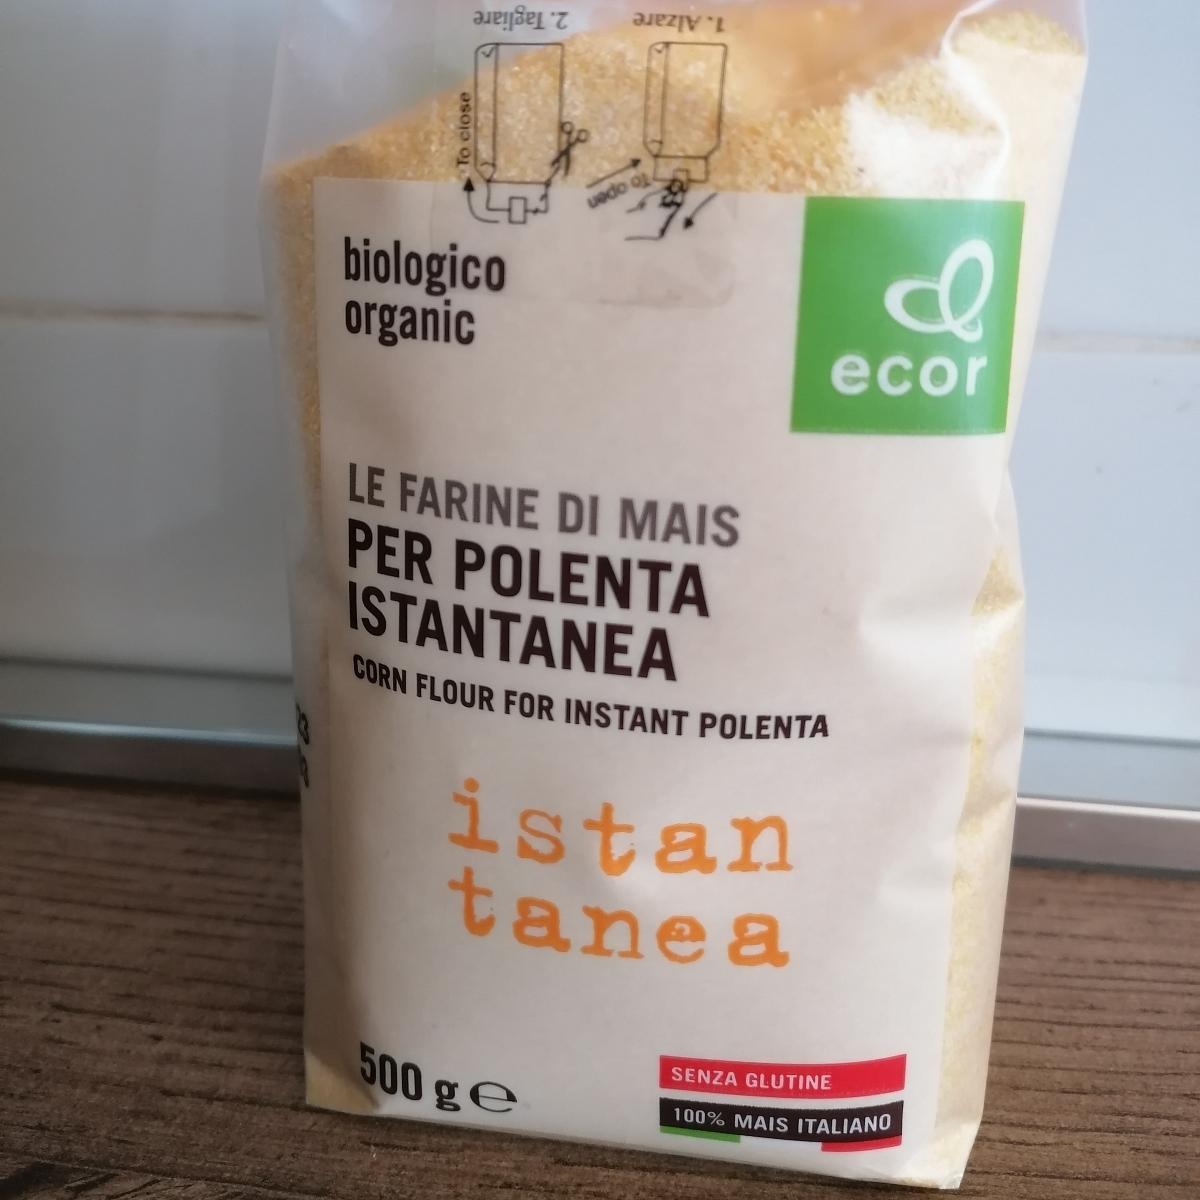 2. Tagliare
1. Alzare
To close
To open
biologico
organic
ecor
LE FARINE DI MAIS
PER POLENTA
ISTANTANEA
CORN FLOUR FOR INSTANT POLENTA
istan
tanea
500 g ℮
SENZA GLUTINE
100% MAIS ITALIANO